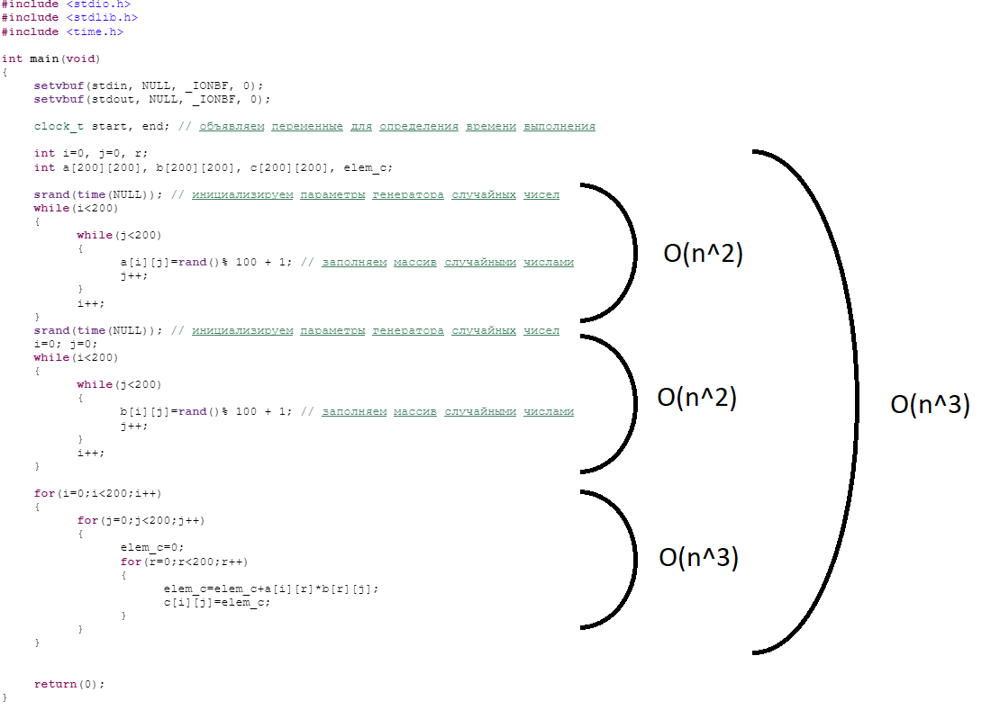 #include <stdio.h>
#include <stdlib.h>
#include <time.h>
int main(void)
{
setvbuf(stdin, NULL, _IONBF, 0);
setvbuf(stdout, NULL, _IONBF, 0);
clock_t start, end; // объявляем переменные для определения времени выполнения
int i=0, j=0, r;
int a[200][200], b[200][200], c[200][200], elem_c;
srand(time(NULL)); // инициализируем параметры генератора случайных чисел
while(i<200)
{
while(j<200)
{
a[i][j]=rand()% 100 + 1; // заполняем массив случайными числами
j++;
}
i++;
}
O(n^2)
srand(time(NULL)); // инициализируем параметры генератора случайных чисел
i=0; j=0;
while(i<200)
{
while(j<200)
{
b[i][j]=rand()% 100 + 1; // заполняем массив случайными числами
j++;
}
i++;
}
O(n^2)
for(i=0;i<200;i++)
{
for(j=0;j<200;j++)
{
elem_c=0;
for(r=0;r<200;r++)
{
elem_c=elem_c+a[i][r]*b[r][j];
c[i][j]=elem_c;
}
}
}
O(n^3)
O(n^3)
return(0);
}